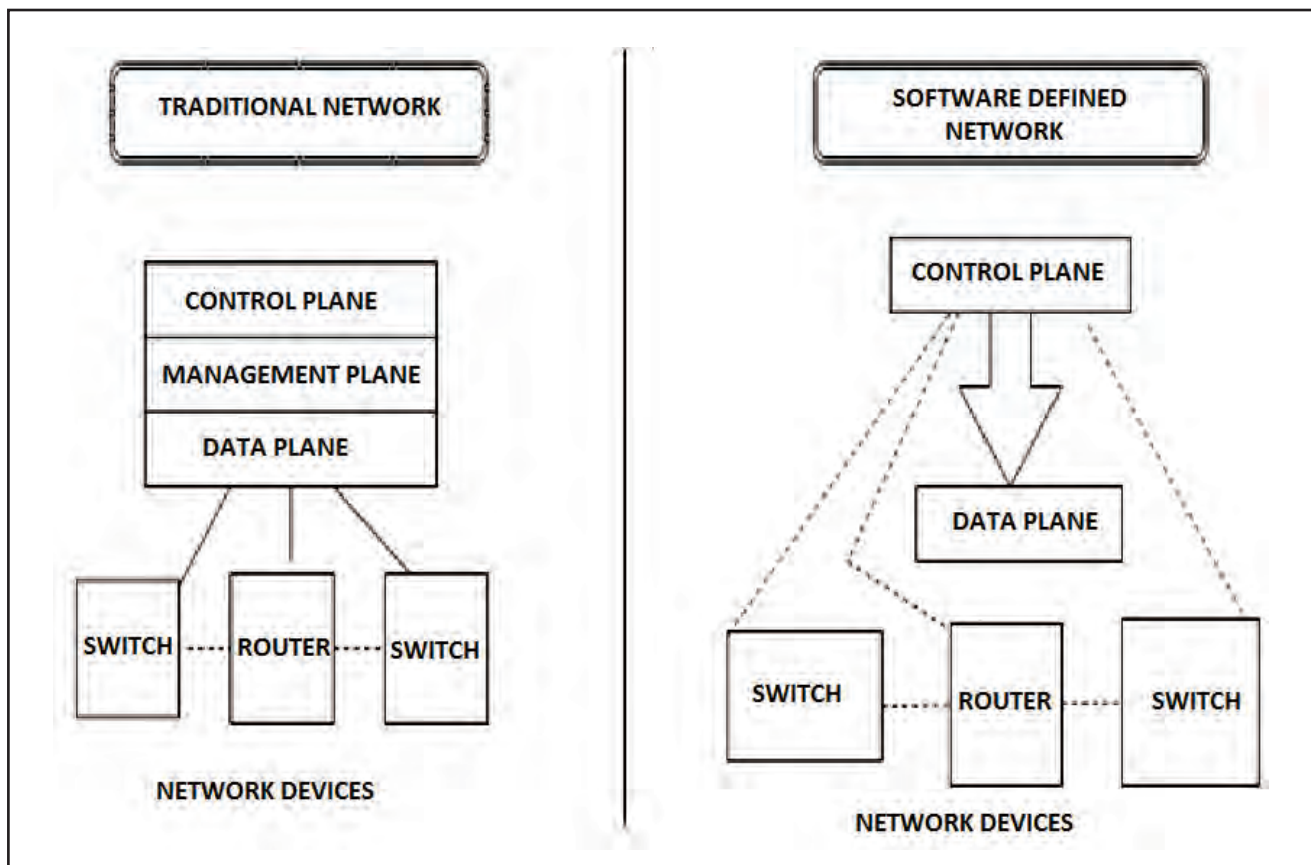 TRADITIONAL NETWORK
CONTROL PLANE
MANAGEMENT PLANE
DATA PLANE
SWITCH
ROUTER
SWITCH
NETWORK DEVICES
SOFTWARE DEFINED
NETWORK
CONTROL PLANE
DATA PLANE
SWITCH
ROUTER
SWITCH
NETWORK DEVICES